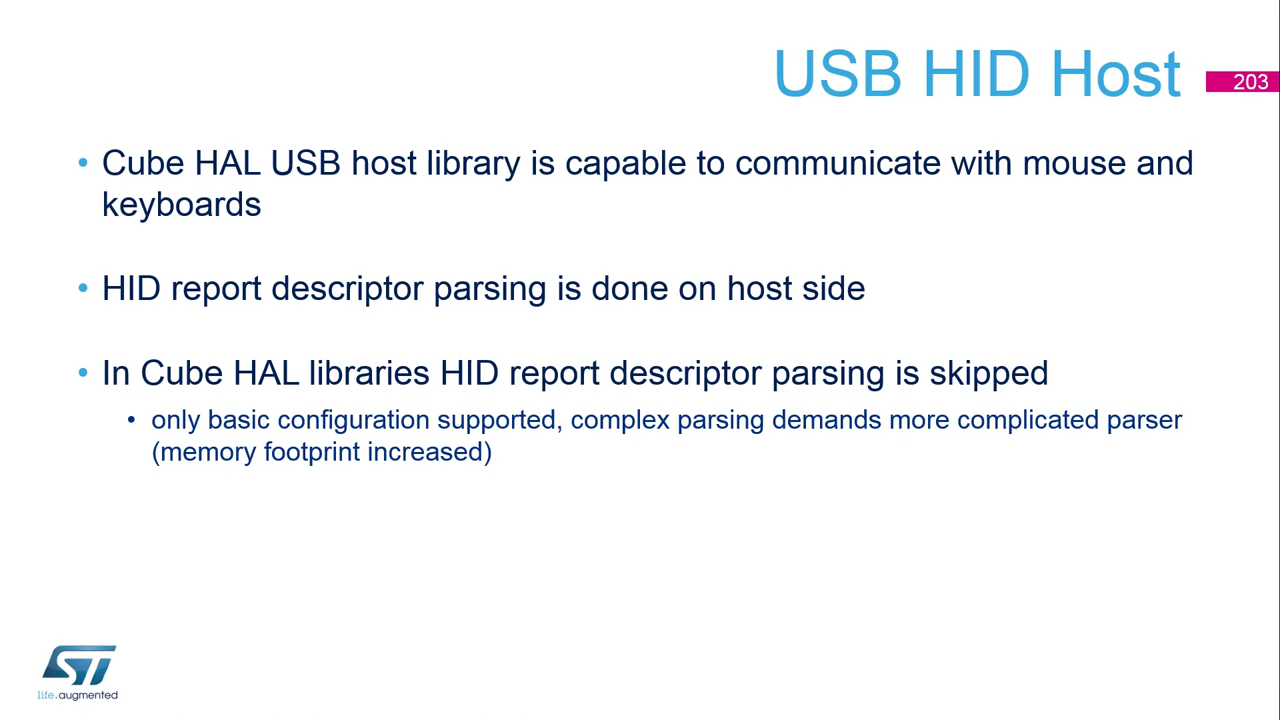 USB HID Host
203
• Cube HAL USB host library is capable to communicate with mouse and
keyboards
• HID report descriptor parsing is done on host side
• In Cube HAL libraries HID report descriptor parsing is skipped
• only basic configuration supported, complex parsing demands more complicated parser
(memory footprint increased)
ST
life.augmented